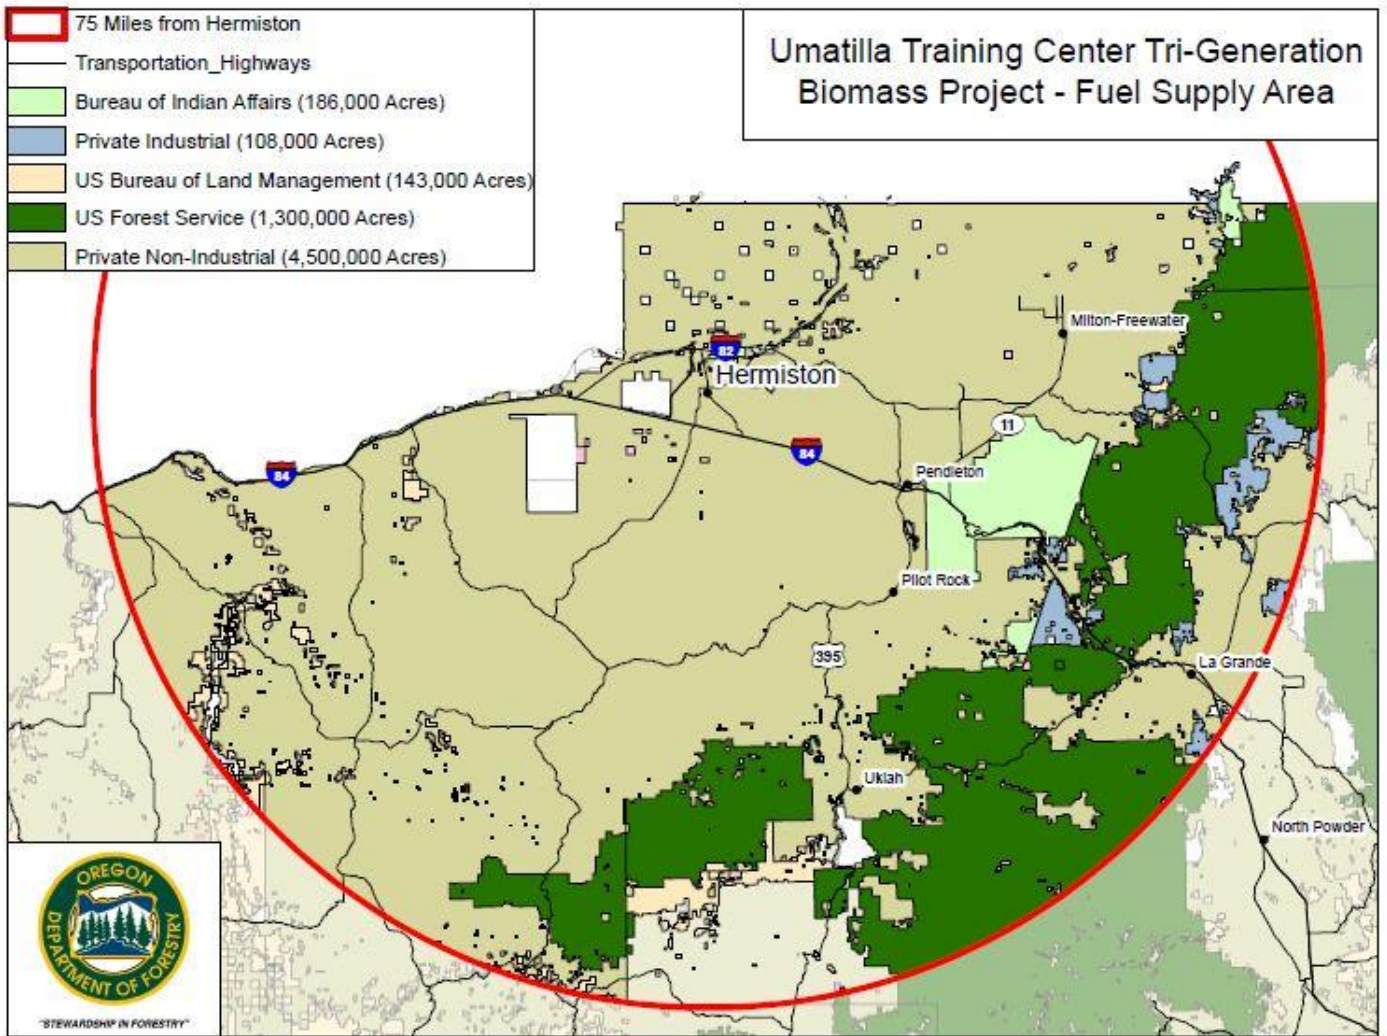 75 Miles from Hermiston
Transportation_Highways
Bureau of Indian Affairs (186,000 Acres)
Private Industrial (108,000 Acres)
US Bureau of Land Management (143,000 Acres)
US Forest Service (1,300,000 Acres)
Private Non-Industrial (4,500,000 Acres)
Umatilla Training Center Tri-Generation
Biomass Project - Fuel Supply Area
Milton-Freewater
82
Hermiston
11
84
84
Pendleton
Pilot Rock
395
La Grande
Ukiah
North Powder
OREGON
DEPARTMENT OF FORESTRY
"STEWARDSHIP IN FORESTRY"